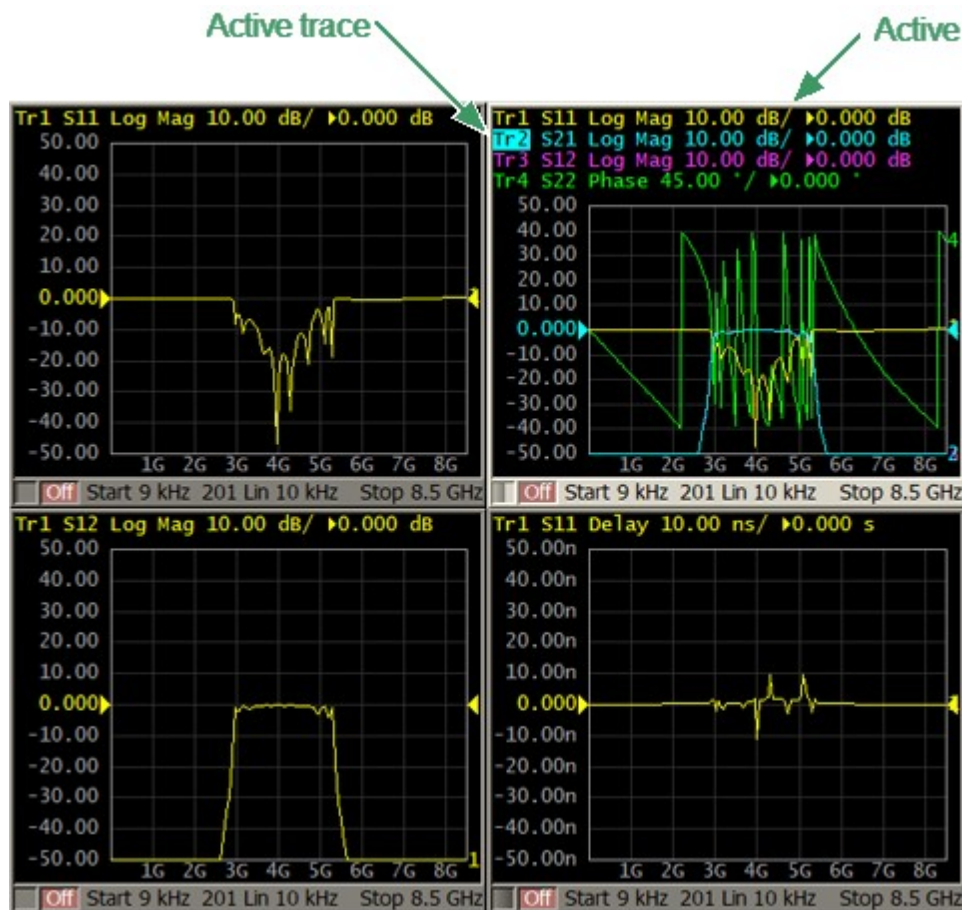 Active trace
Active
Tr1 S11 Log Mag 10.00 dB/ ▶0.000 dB
50.00
40.00
30.00
20.00
10.00
0.000
-10.00
-20.00
-30.00
-40.00
-50.00
1G 2G 3G 4G 5G 6G 7G 8G
Off Start 9 kHz 201 Lin 10 kHz Stop 8.5 GHz
Tr1 S11 Log Mag 10.00 dB/ ▶0.000 dB
Tr2 S21 Log Mag 10.00 dB/ ▶0.000 dB
Tr3 S12 Log Mag 10.00 dB/ ▶0.000 dB
Tr4 S22 Phase 45.00 °/ ▶0.000 °
50.00
40.00
30.00
20.00
10.00
0.000
-10.00
-20.00
-30.00
-40.00
-50.00
4
1G 2G 3G 4G 5G 6G 7G 8G
Off Start 9 kHz 201 Lin 10 kHz Stop 8.5 GHz
Tr1 S12 Log Mag 10.00 dB/ ▶0.000 dB
50.00
40.00
30.00
20.00
10.00
0.000
-10.00
-20.00
-30.00
-40.00
-50.00
1
1G 2G 3G 4G 5G 6G 7G 8G
Off Start 9 kHz 201 Lin 10 kHz Stop 8.5 GHz
Tr1 S11 Delay 10.00 ns/ ▶0.000 s
50.00n
40.00n
30.00n
20.00n
10.00n
0.000
-10.00n
-20.00n
-30.00n
-40.00n
-50.00n
1G 2G 3G 4G 5G 6G 7G 8G
Off Start 9 kHz 201 Lin 10 kHz Stop 8.5 GHz